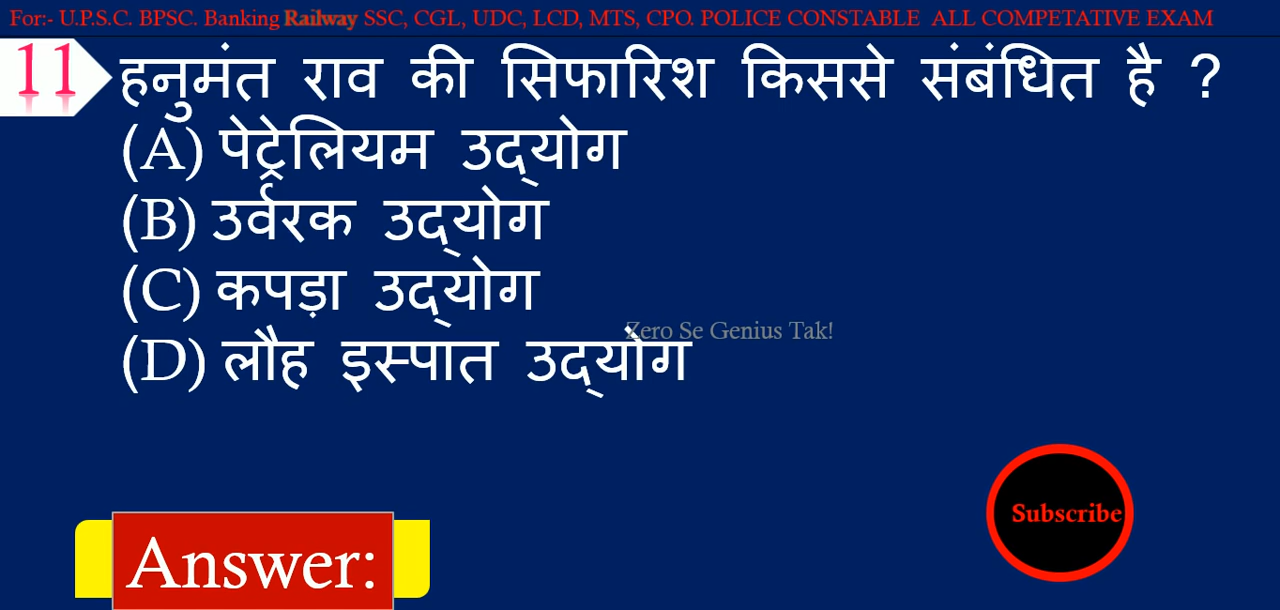 For:- U.P.S.C. BPSC. Banking Railway SSC, CGL, UDC, LCD, MTS, CPO. POLICE CONSTABLE ALL COMPETATIVE EXAM
11 हनुमंत राव की सिफारिश किससे संबंधित है ?
(A) पेट्रेलियम उद्योग
(B) उर्वरक उद्योग
(C) कपड़ा उद्योग
Zero Se Genius Tak!
(D) लौह इस्पात उद्योग
Subscribe
Answer: